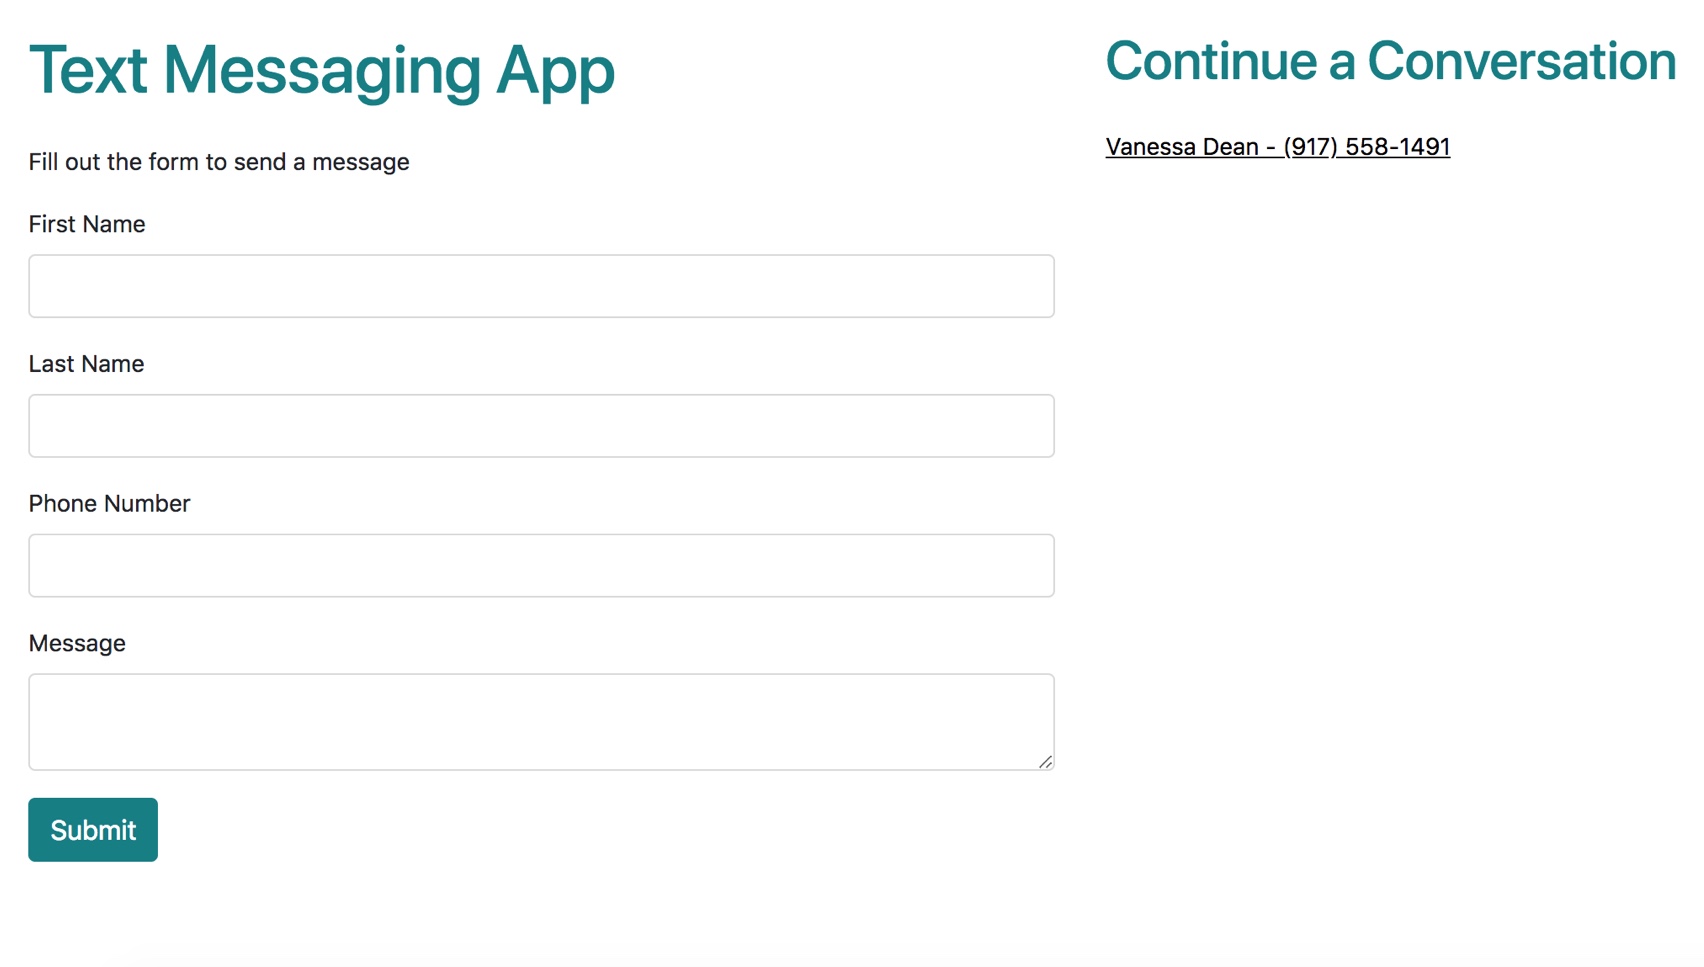 Text Messaging App
Fill out the form to send a message
First Name
Last Name
Phone Number
Message
Submit
Continue a Conversation
Vanessa Dean - (917) 558-1491